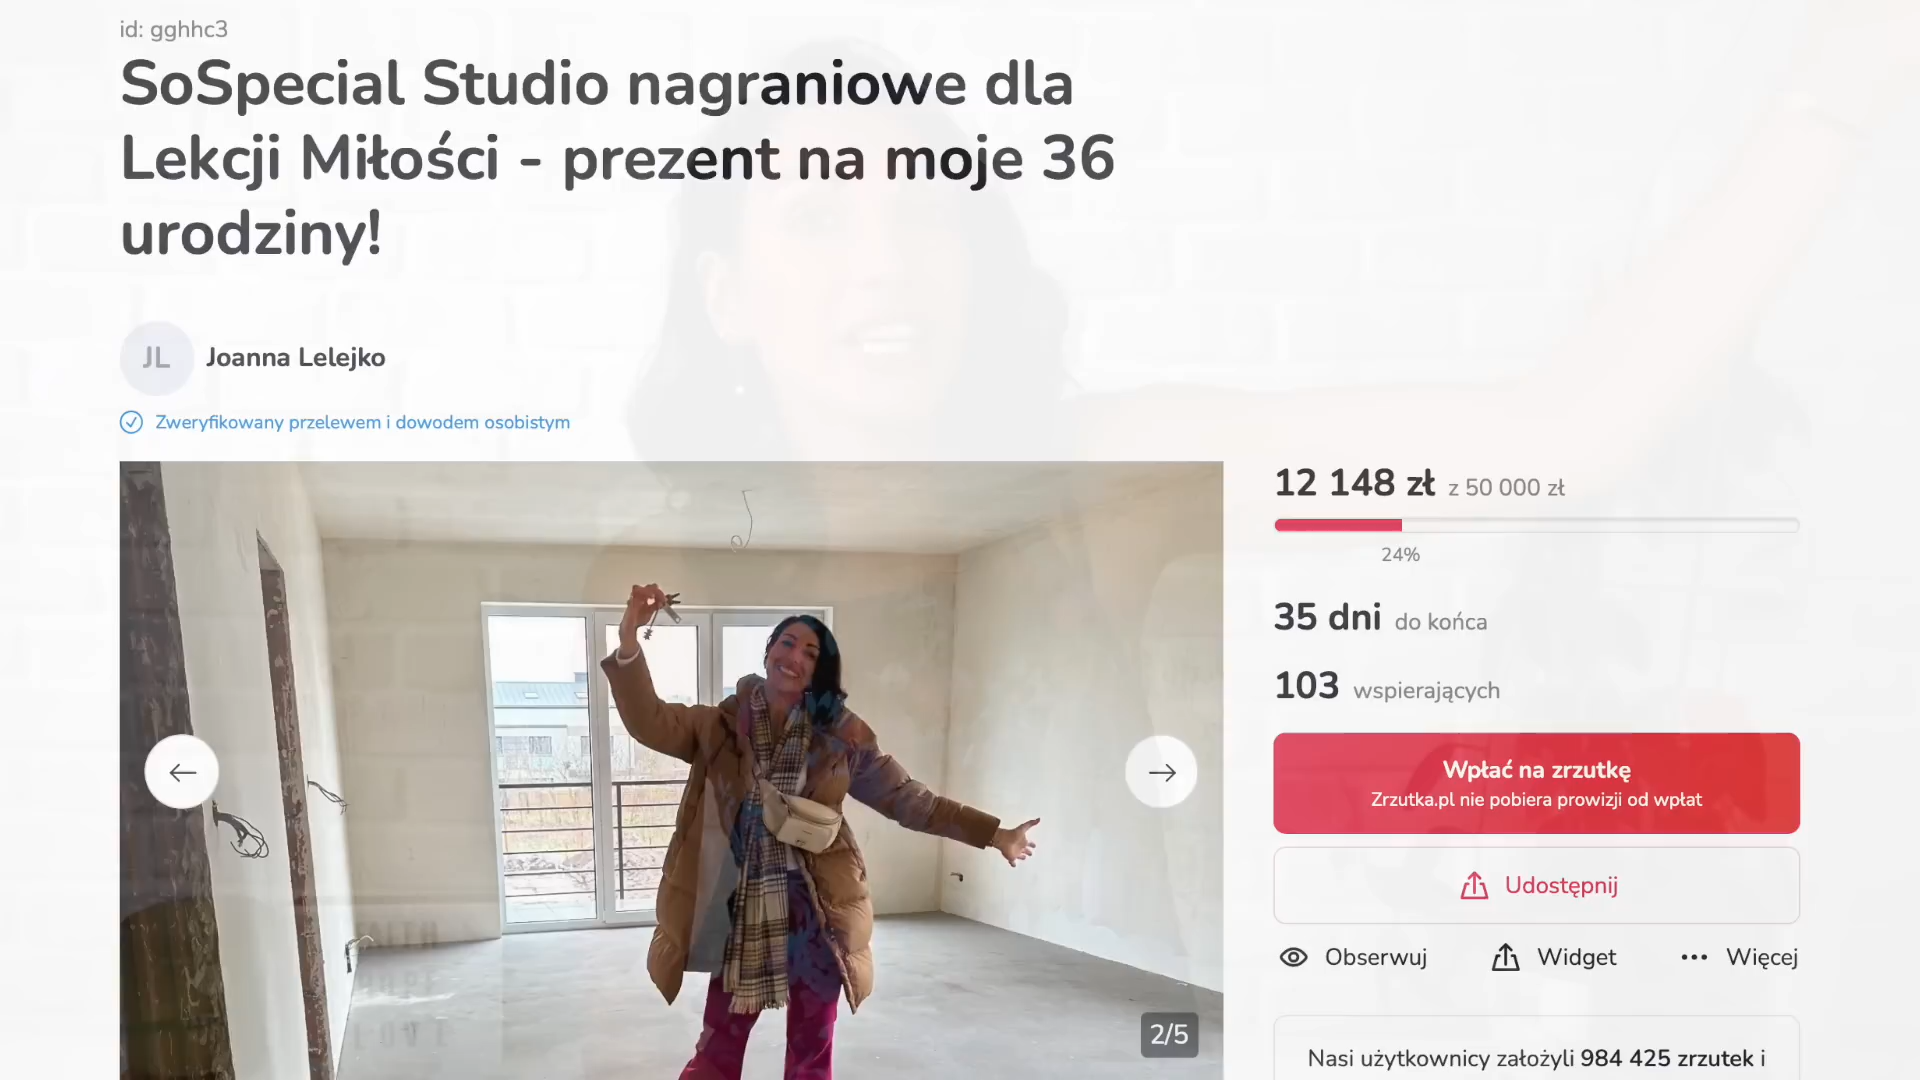 id: gghhc3
SoSpecial Studio nagraniowe dla
Lekcji Miłości - prezent na moje 36
urodziny!
JL
Joanna Lelejko
Zweryfikowany przelewem i dowodem osobistym
12 148 zł z 50 000 zł
24%
35 dni do końca
103 wspierających
Wpłać na zrzutkę
Zrzutka.pl nie pobiera prowizji od wpłat
Udostępnij
Obserwuj
Widget
Więcej
2/5
Nasi użytkownicy założyli 984 425 zrzutek i